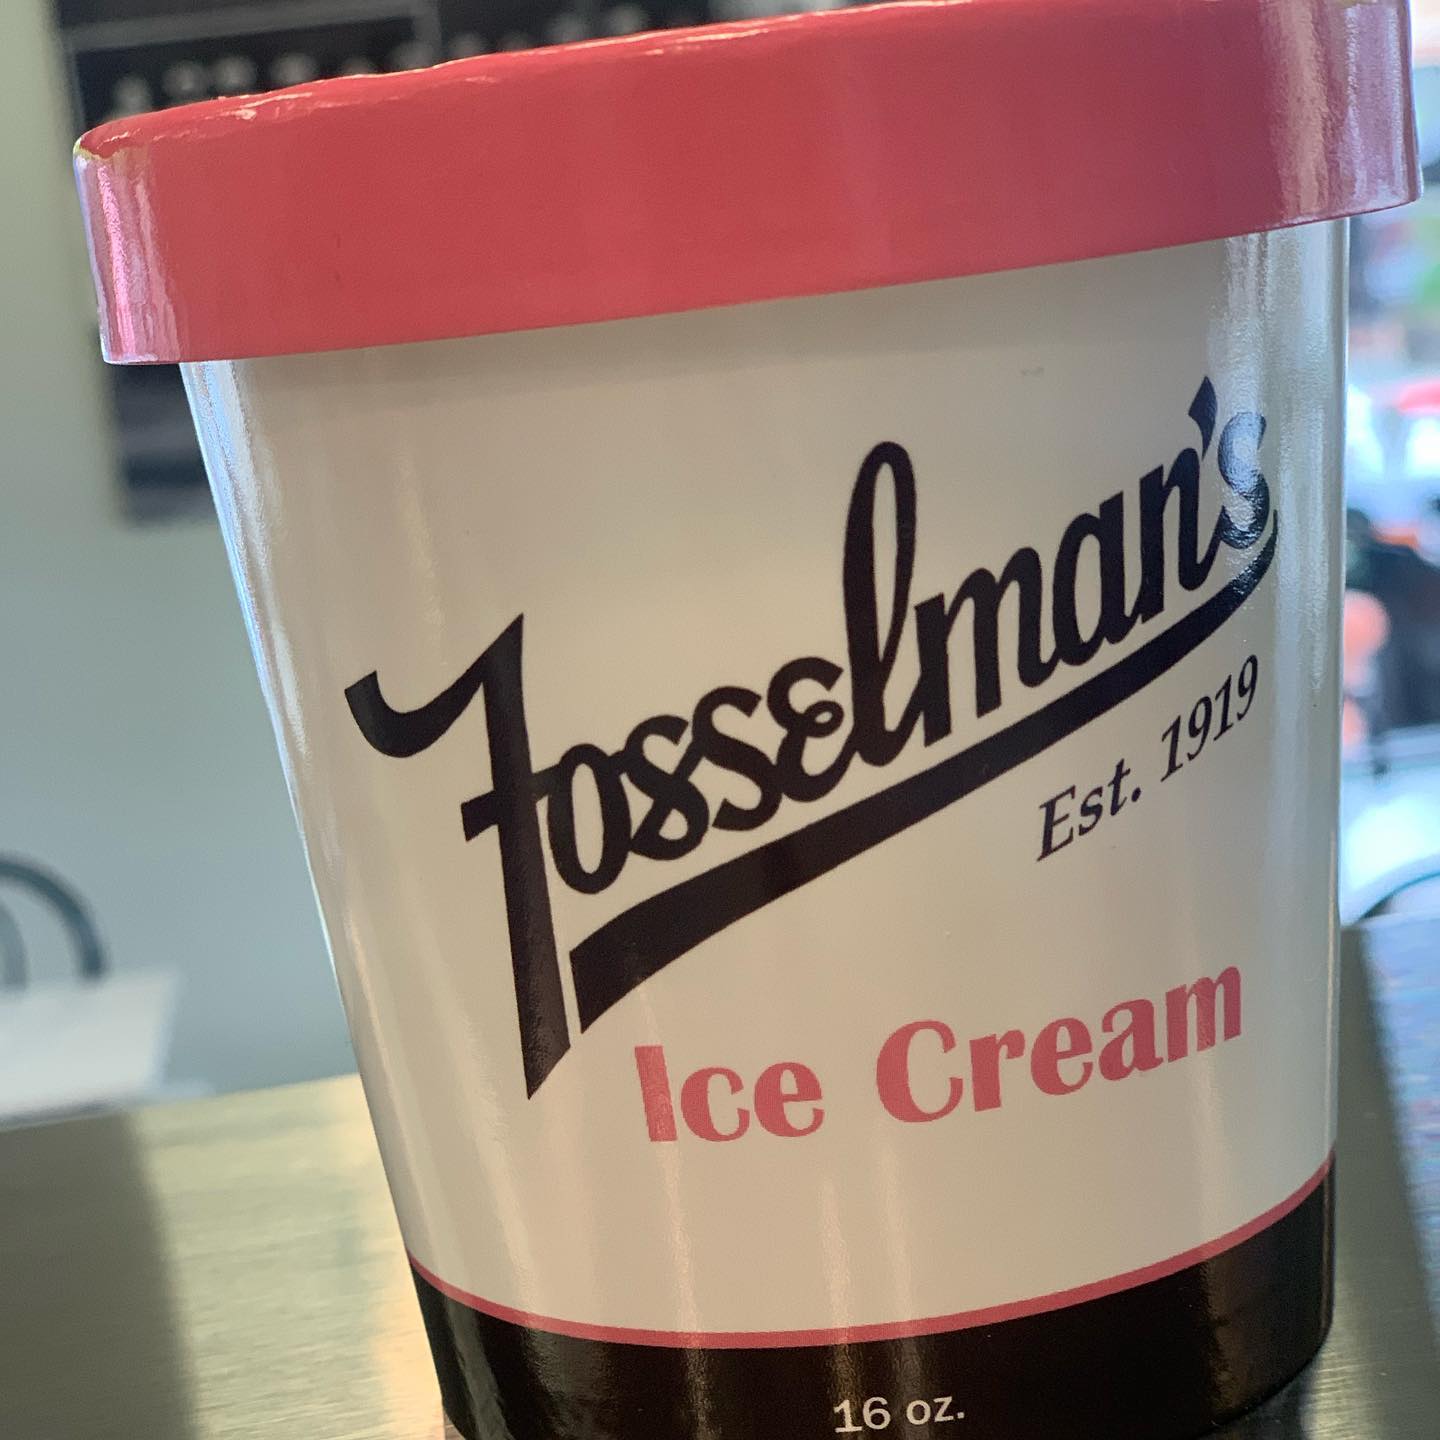 Fosselman's
Est. 1919
Ice Cream
16 oz.